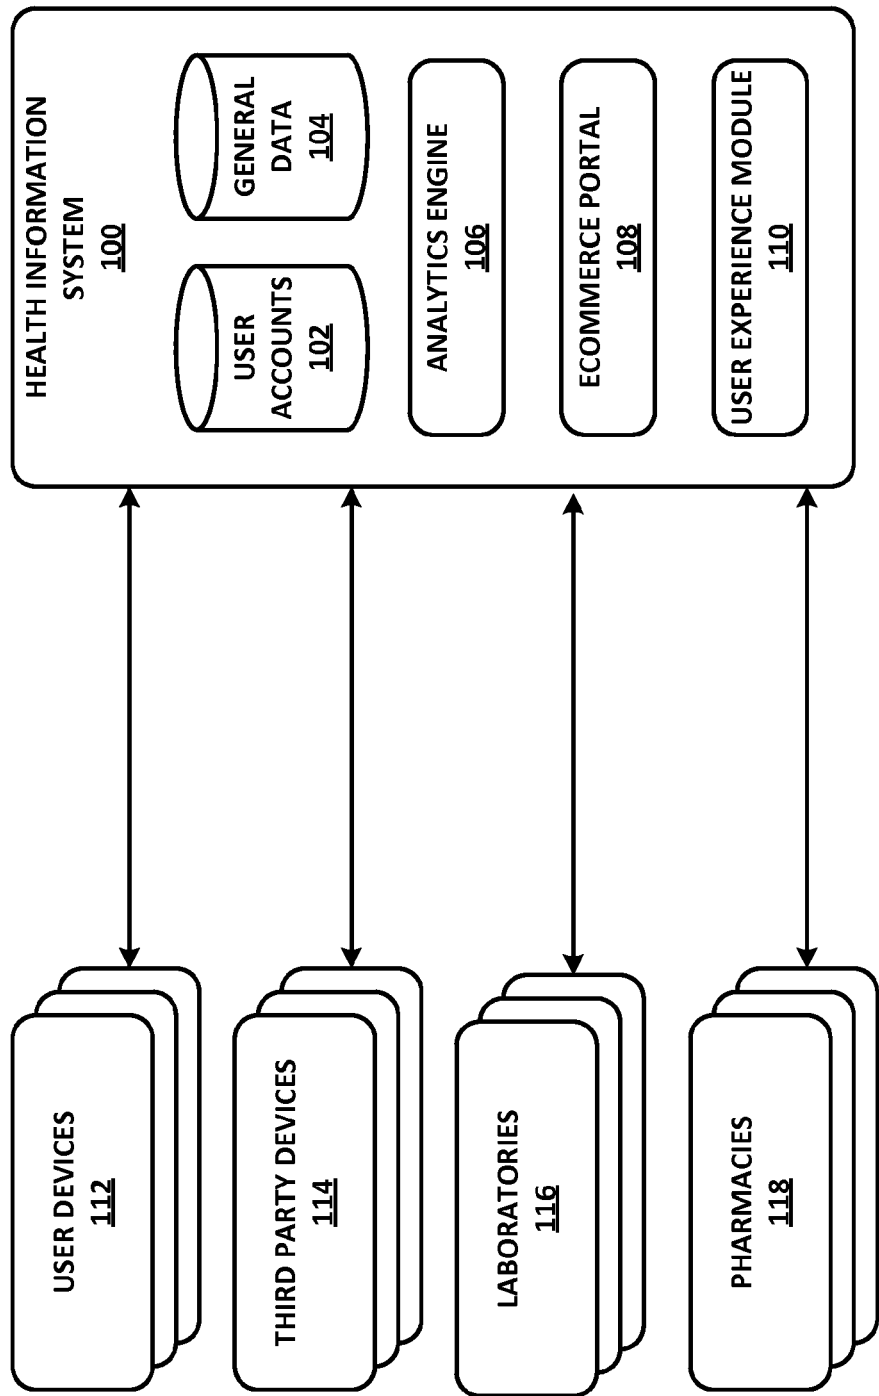 HEALTH INFORMATION
SYSTEM
100
USER
ACCOUNTS
102
GENERAL
DATA
104
ANALYTICS ENGINE
106
ECOMMERCE PORTAL
108
USER EXPERIENCE MODULE
110
USER DEVICES
112
THIRD PARTY DEVICES
114
LABORATORIES
116
PHARMACIES
118